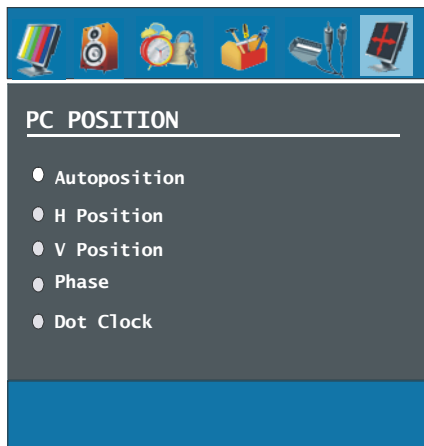 PC POSITION
Autoposition
H Position
V Position
Phase
Dot Clock